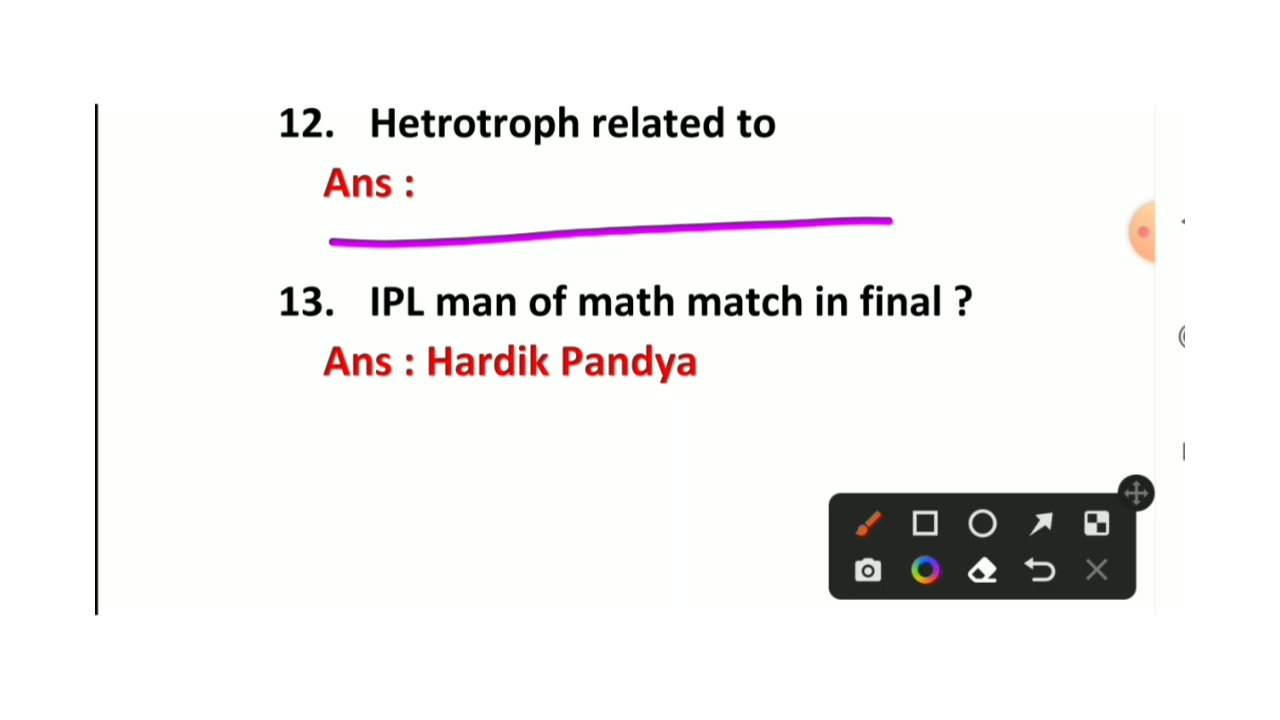 12. Hetrotroph related to
Ans :
13. IPL man of math match in final ?
Ans : Hardik Pandya